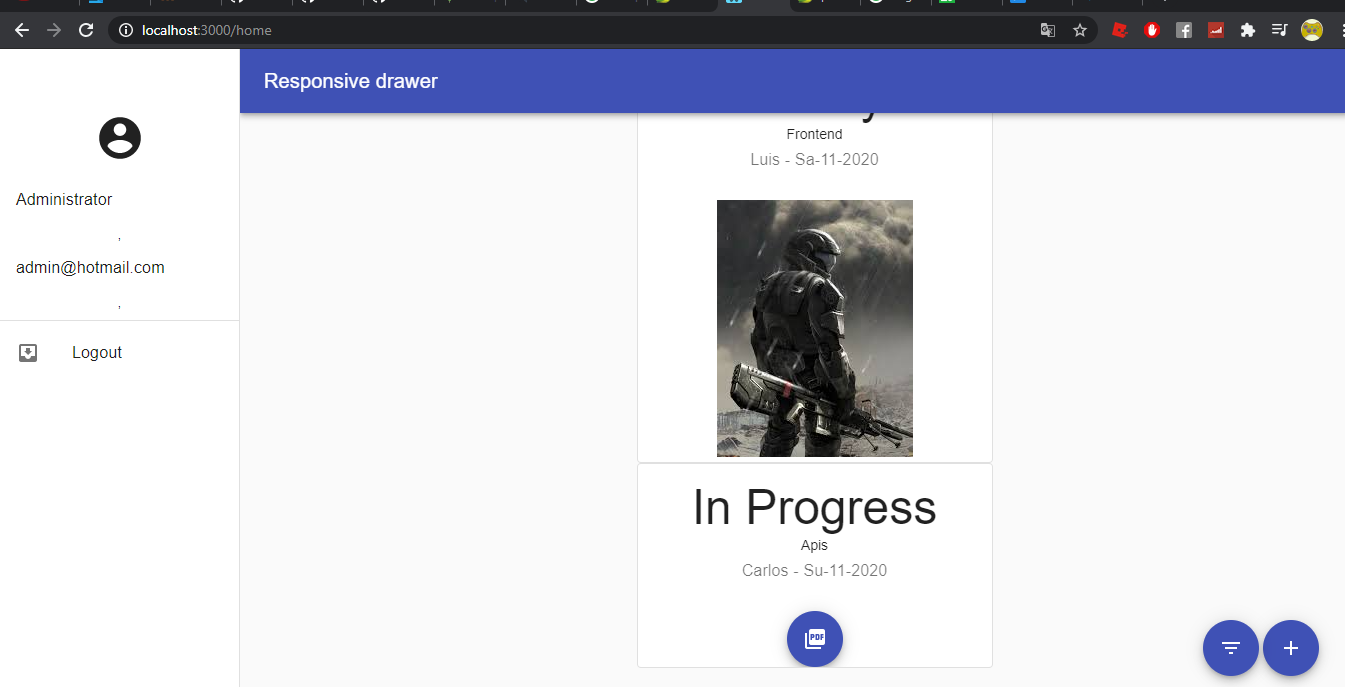 localhost:3000/home
Responsive drawer
Administrator
,
admin@hotmail.com
,
Logout
Frontend
Luis - Sa-11-2020
In Progress
Apis
Carlos - Su-11-2020
PDF